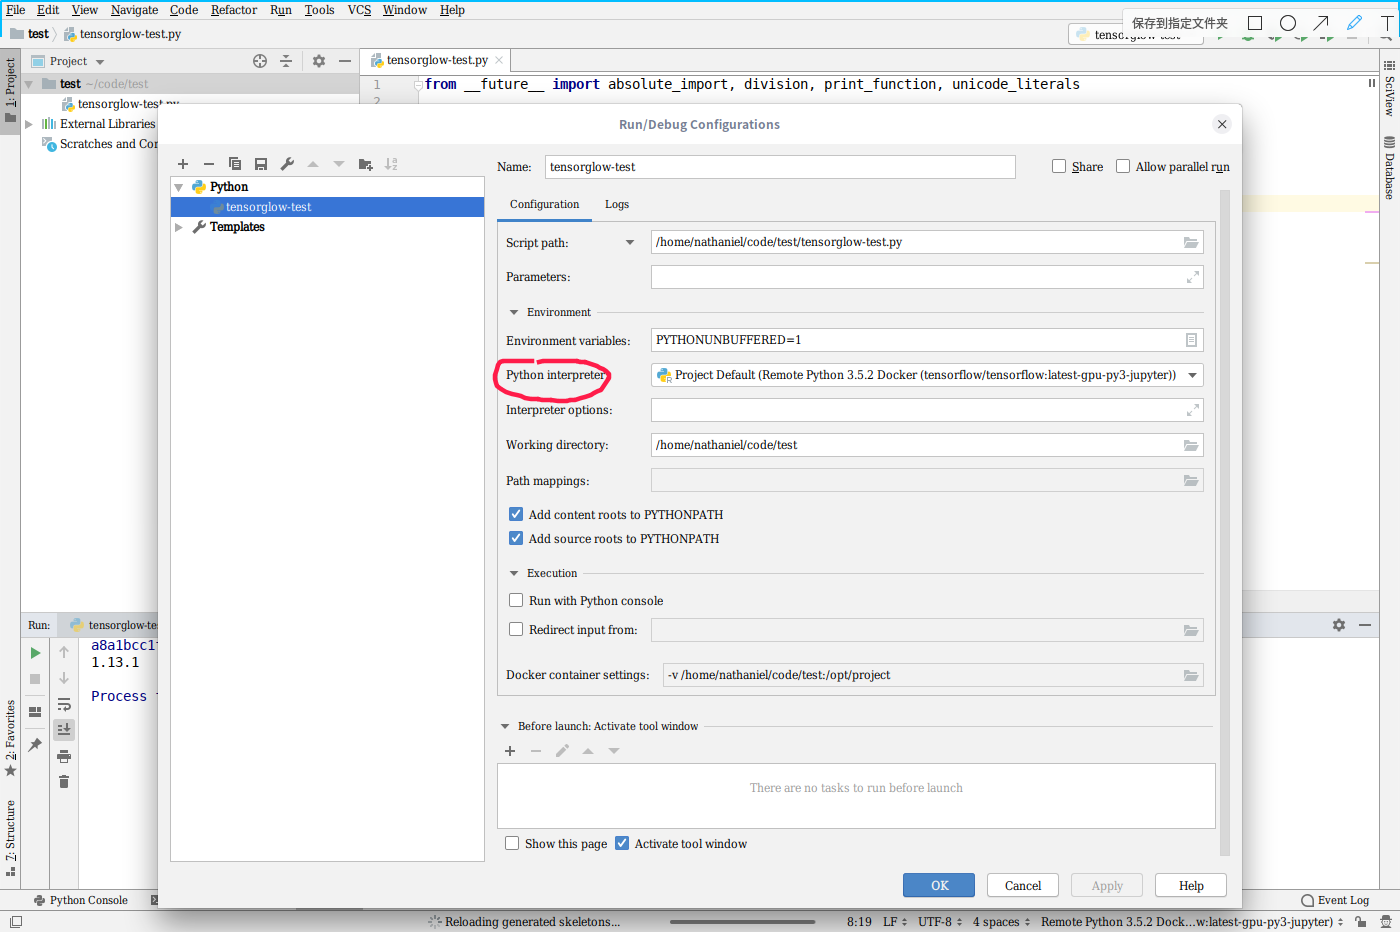 File Edit View Navigate Code Refactor Run Tools VCS Window Help
保存到指定文件夹
test tensorglow-test.py
Project
tensorglow-test.py
1: Project
test ~/code/test
External Libraries
1 from __future__ import absolute_import, division, print_function, unicode_literals
2
SciView
Database
Run/Debug Configurations
Python
tensorglow-test
Templates
Name: tensorglow-test
Share
Allow parallel run
Configuration Logs
Script path: /home/nathaniel/code/test/tensorglow-test.py
Parameters:
Environment
Environment variables: PYTHONUNBUFFERED=1
Python interpreter Project Default (Remote Python 3.5.2 Docker (tensorflow/tensorflow:latest-gpu-py3-jupyter))
Interpreter options:
Working directory: /home/nathaniel/code/test
Path mappings:
Add content roots to PYTHONPATH
Add source roots to PYTHONPATH
Execution
Run with Python console
Redirect input from:
Docker container settings: -v /home/nathaniel/code/test:/opt/project
Before launch: Activate tool window
There are no tasks to run before launch
Show this page
Activate tool window
OK Cancel Apply Help
Run: tensorglow-te
a8a1bcc1
1.13.1
Process
2: Favorites
7: Structure
Python Console
Event Log
Reloading generated skeletons... 8:19 LF UTF-8 4 spaces Remote Python 3.5.2 Dock...w:latest-gpu-py3-jupyter)